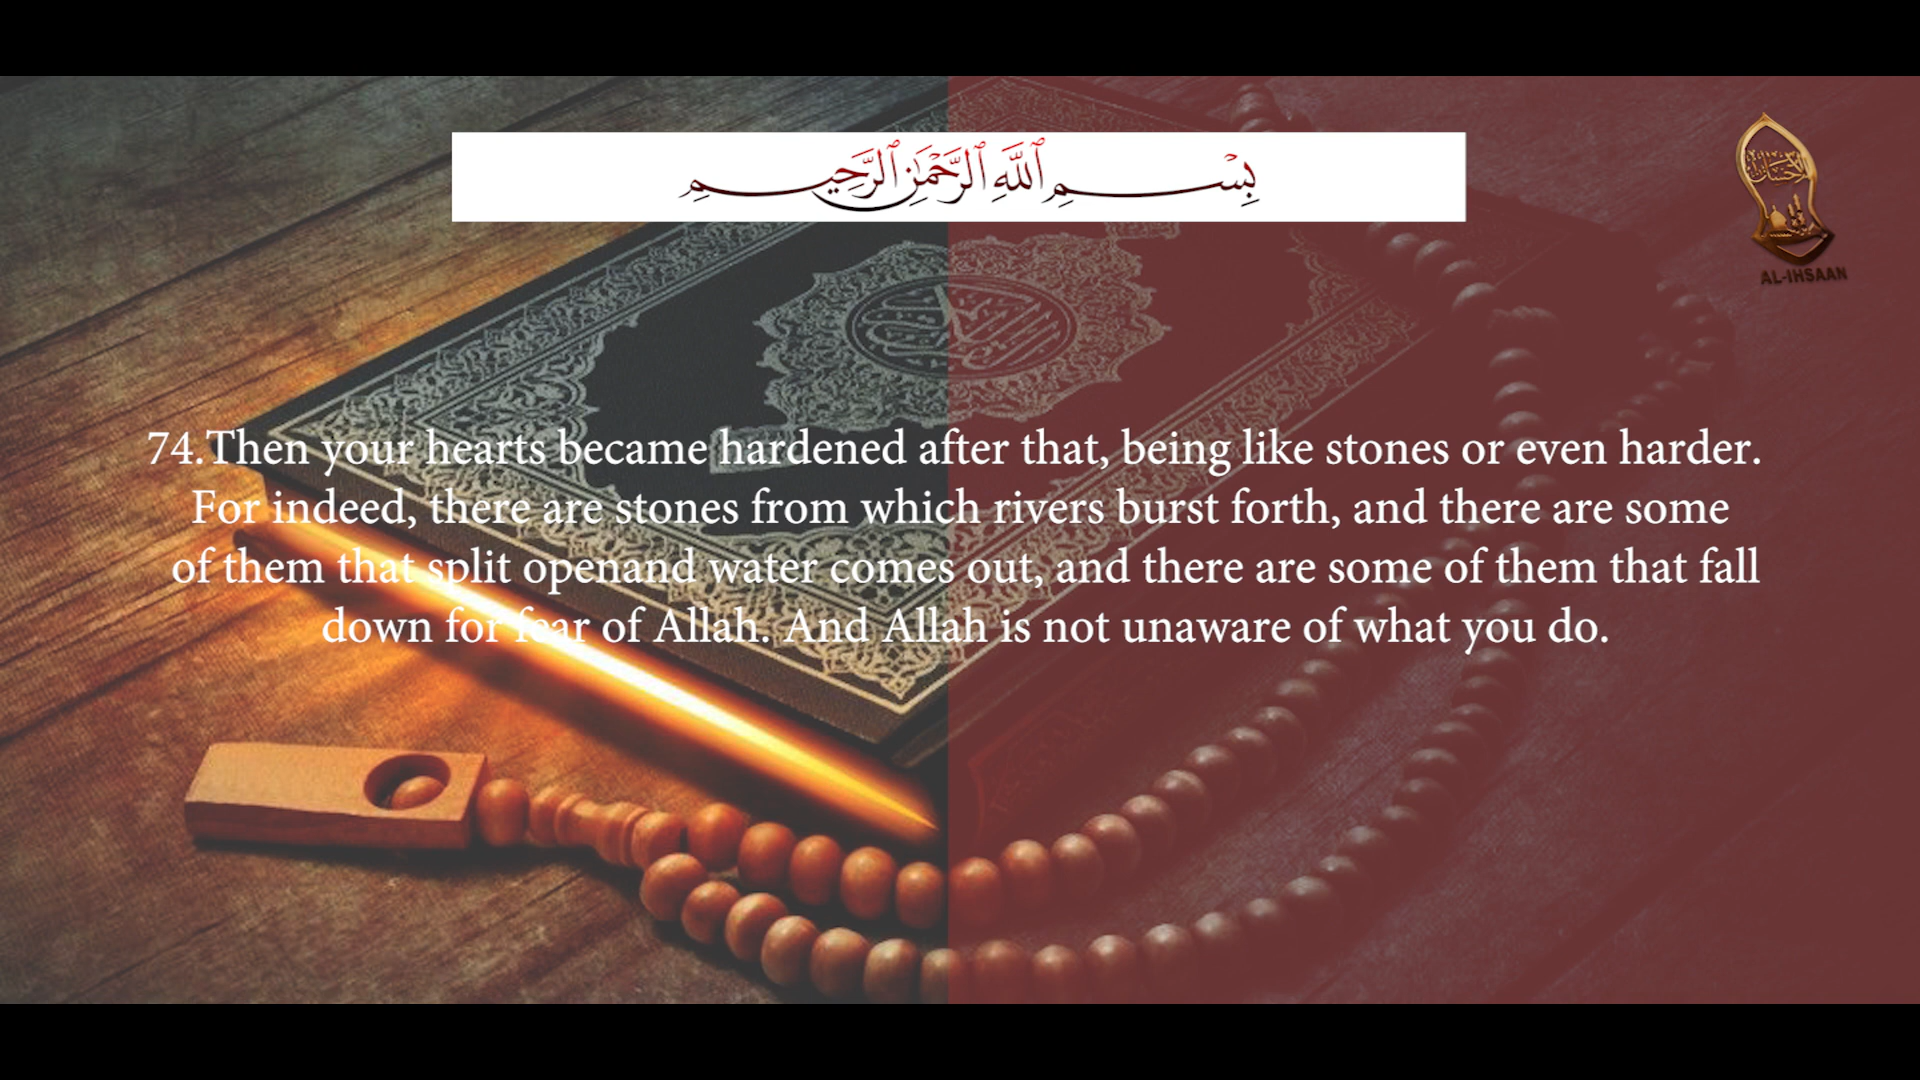 بِسْمِ ٱللَّهِ ٱلرَّحْمَٰنِ ٱلرَّحِيمِ
AL-IHSAAN
74.Then your hearts became hardened after that, being like stones or even harder.
For indeed, there are stones from which rivers burst forth, and there are some
of them that split openand water comes out, and there are some of them that fall
down for fear of Allah. And Allah is not unaware of what you do.